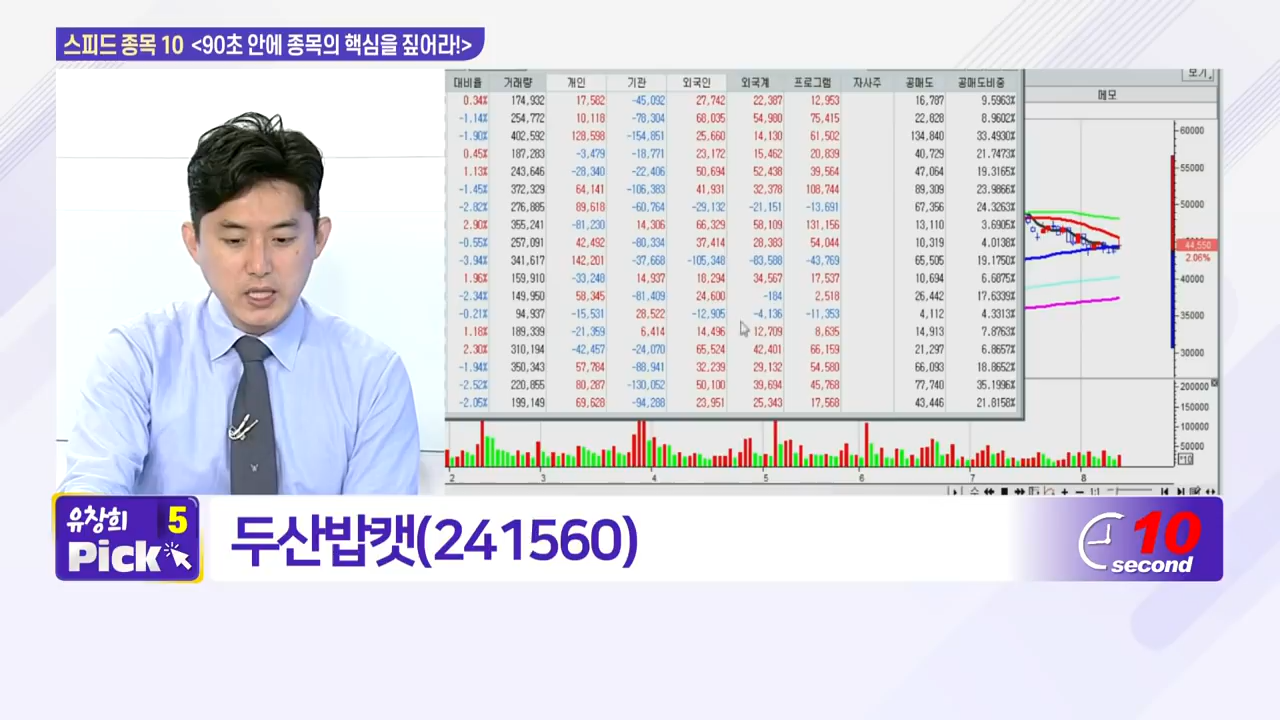 스피드 종목 10 <90초 안에 종목의 핵심을 짚어라!>
대비율 거래량 개인 기관 외국인 외국계 프로그램 자사주 공매도 공매도비중
0.34% 174,932 17,582 -45,092 27,742 22,387 12,953 16,787 9.5963%
-1.14% 254,772 10,118 -78,304 68,035 54,980 75,415 22,828 8.9602%
-1.90% 402,592 128,598 -154,851 25,660 14,130 61,502 134,840 33.4930%
0.45% 187,283 -3,479 -18,771 23,172 15,462 20,839 40,729 21.7473%
1.13% 243,646 -28,340 -22,406 50,694 52,438 39,564 47,064 19.3165%
-1.45% 372,329 64,141 -106,383 41,931 32,378 108,744 89,309 23.9866%
-2.82% 276,885 89,618 -60,764 -29,132 -21,151 -13,691 67,356 24.3263%
2.90% 355,241 -81,230 14,306 66,329 58,109 131,156 13,110 3.6905%
-0.55% 257,091 42,492 -80,334 37,414 28,383 54,044 10,319 4.0138%
-3.94% 341,617 142,201 -37,668 -105,348 -83,588 -43,769 65,505 19.1750%
1.96% 159,910 -33,248 14,937 18,294 34,567 17,537 10,694 6.6875%
-2.34% 149,950 58,345 -81,409 24,600 -184 2,518 26,442 17.6339%
-0.21% 94,937 -15,531 28,522 -12,905 -4,136 -11,353 4,112 4.3313%
1.18% 189,339 -21,359 6,414 14,496 12,709 8,635 14,913 7.8763%
2.30% 310,194 -42,457 -24,070 65,524 42,401 66,159 21,297 6.8657%
-1.94% 350,343 57,784 -88,941 32,239 29,132 54,580 66,093 18.8652%
-2.52% 220,855 80,287 -130,052 50,100 39,694 45,768 77,740 35.1996%
-2.05% 199,149 69,628 -94,288 23,951 25,343 17,568 43,446 21.8158%
보기
메모
60000
55000
50000
44,550
2.06%
40000
35000
30000
200000
150000
100000
50000
*10
2 3 4 5 6 7 8
유창희 5
Pick
두산밥캣(241560)
10
second